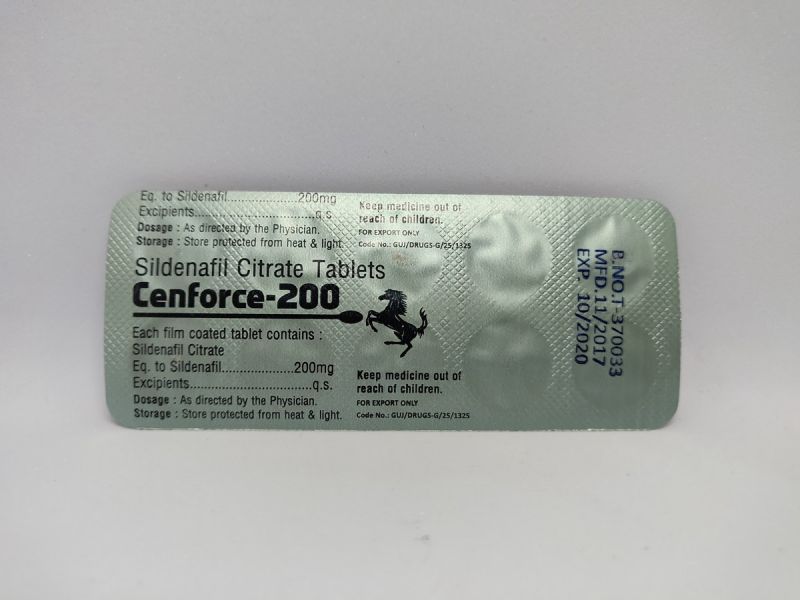 Eq. to Sildenafil....................200mg
Excipients..................................q.s.
Dosage : As directed by the Physician.
Storage : Store protected from heat & light.
Keep medicine out of
reach of children.
FOR EXPORT ONLY
Code No.: GUJ/DRUGS-G/25/1325
Sildenafil Citrate Tablets
Cenforce-200
Each film coated tablet contains :
Sildenafil Citrate
Eq. to Sildenafil....................200mg
Excipients..................................q.s.
Dosage : As directed by the Physician.
Storage : Store protected from heat & light.
Keep medicine out of
reach of children.
FOR EXPORT ONLY
Code No.: GUJ/DRUGS-G/25/1325
B.NO.T-370033
MFD.11/2017
EXP. 10/2020